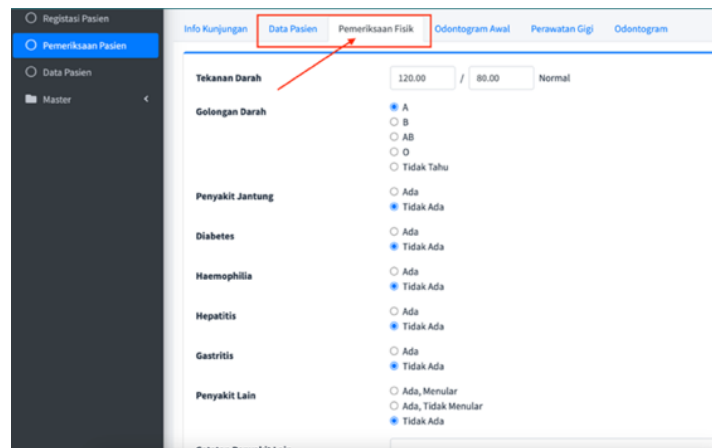 Registasi Pasien
Pemeriksaan Pasien
Data Pasien
Master
Info Kunjungan Data Pasien Pemeriksaan Fisik Odontogram Awal Perawatan Gigi Odontogram
Tekanan Darah 120.00 / 80.00 Normal
Golongan Darah A
B
AB
O
Tidak Tahu
Penyakit Jantung Ada
Tidak Ada
Diabetes Ada
Tidak Ada
Haemophilia Ada
Tidak Ada
Hepatitis Ada
Tidak Ada
Gastritis Ada
Tidak Ada
Penyakit Lain Ada, Menular
Ada, Tidak Menular
Tidak Ada